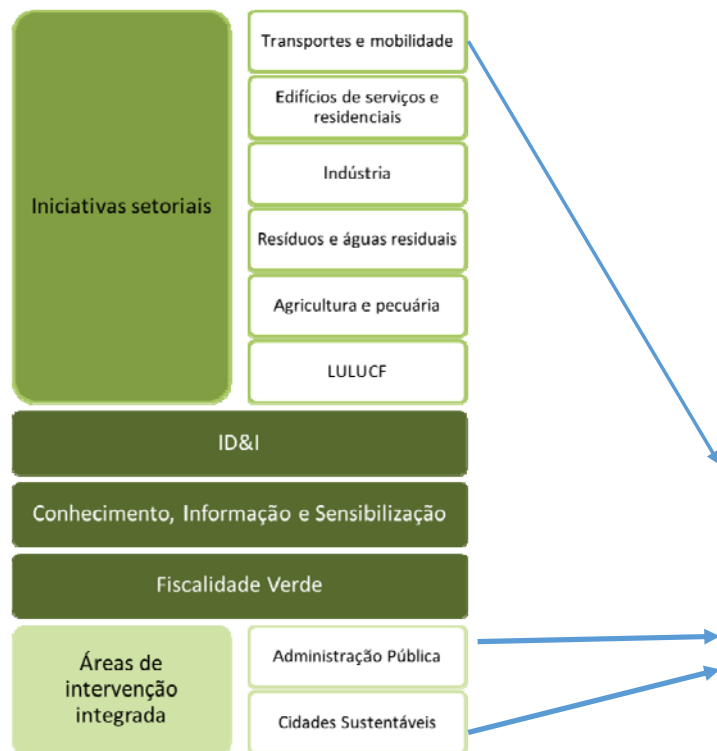 Iniciativas setoriais
Transportes e mobilidade
Edifícios de serviços e
residenciais
Indústria
Resíduos e águas residuais
Agricultura e pecuária
LULUCF
ID&I
Conhecimento, Informação e Sensibilização
Fiscalidade Verde
Áreas de
intervenção
integrada
Administração Pública
Cidades Sustentáveis